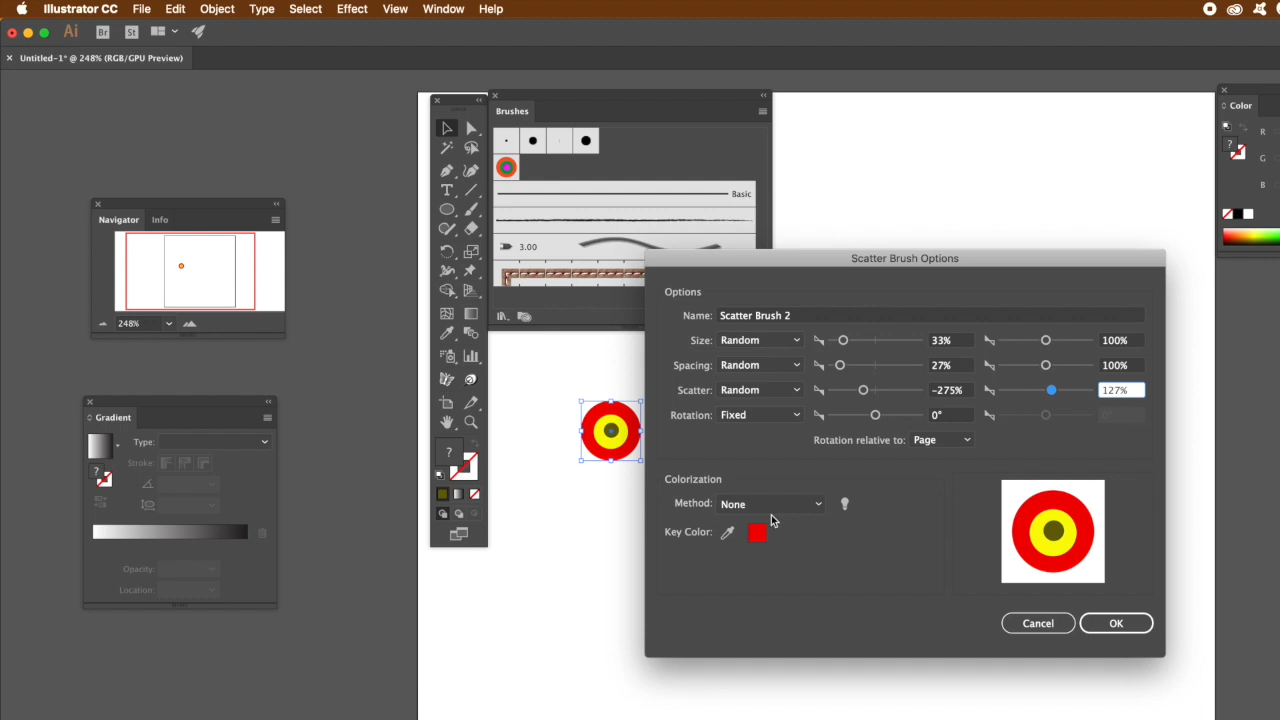 Illustrator CC File Edit Object Type Select Effect View Window Help
Ai Br St
Untitled-1* @ 248% (RGB/GPU Preview)
Brushes
Color
R
?
G
B
Basic
3.00
Navigator Info
248%
T
?
Gradient
Type:
Stroke:
?
Opacity:
Location:
Scatter Brush Options
Options
Name: Scatter Brush 2
Size: Random 33% 100%
Spacing: Random 27% 100%
Scatter: Random -275% 127%
Rotation: Fixed 0° 0°
Rotation relative to: Page
Colorization
Method: None
Key Color:
Cancel OK